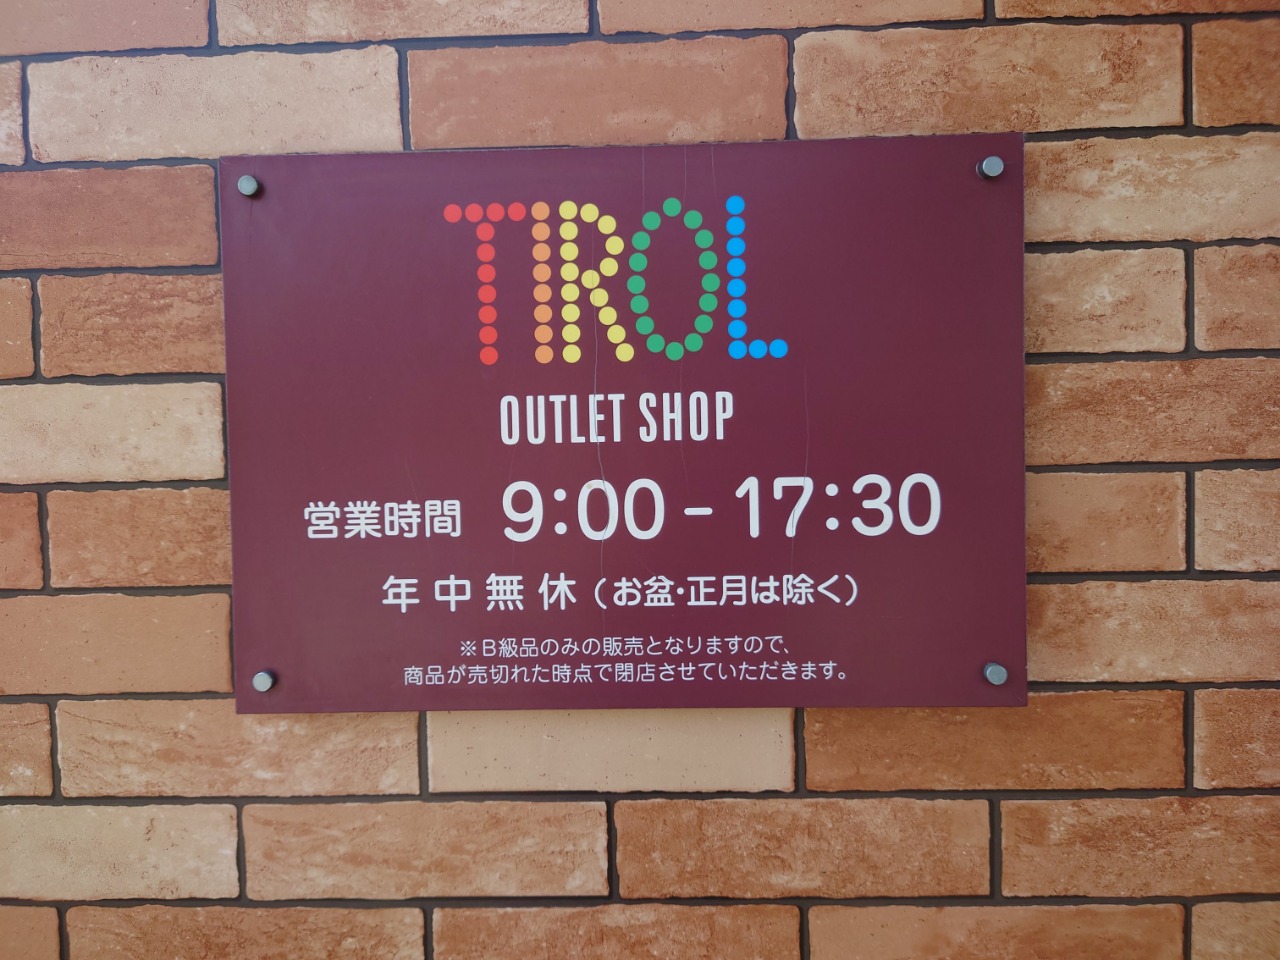 TIROL
OUTLET SHOP
営業時間 9:00-17:30
年中無休(お盆・正月は除く)
※B級品のみの販売となりますので、
商品が売切れた時点で閉店させていただきます。